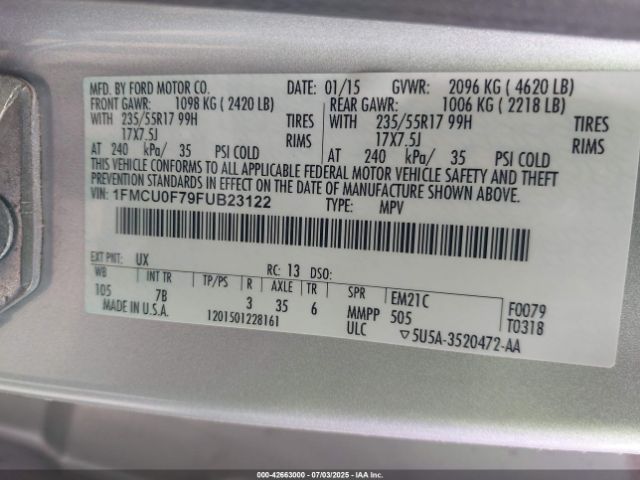 MFD. BY FORD MOTOR CO. DATE: 01/15 GVWR: 2096 KG ( 4620 LB)
FRONT GAWR: 1098 KG ( 2420 LB) REAR GAWR: 1006 KG ( 2218 LB)
WITH 235/55R17 99H TIRES WITH 235/55R17 99H TIRES
17X7.5J RIMS 17X7.5J RIMS
AT 240 kPa/ 35 PSI COLD AT 240 kPa/ 35 PSI COLD
THIS VEHICLE CONFORMS TO ALL APPLICABLE FEDERAL MOTOR VEHICLE SAFETY AND THEFT
PREVENTION STANDARDS IN EFFECT ON THE DATE OF MANUFACTURE SHOWN ABOVE.
VIN: 1FMCU0F79FUB23122 TYPE: MPV
EXT PNT: UX RC: 13 DSO:
WB INT TR TP/PS R AXLE TR SPR EM21C F0079
105 7B 3 35 6 MMPP 505 T0318
MADE IN U.S.A. 1201501228161 ULC ▽5U5A-3520472-AA
000-42663000 - 07/03/2025 - IAAI.COM